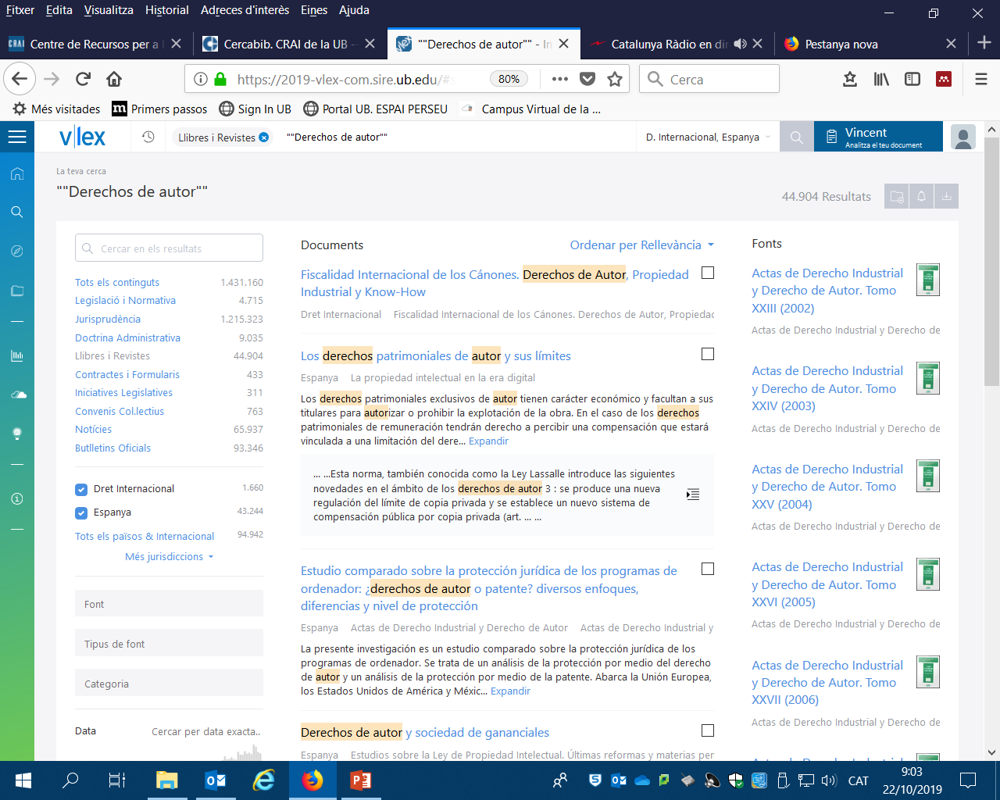 Fitxer Edita Visualitza Historial Adreces d'interès Eines Ajuda
CRAI Centre de Recursos per a l
Cercabib. CRAI de la UB -
""Derechos de autor"" - In
Catalunya Ràdio en dir
Pestanya nova
https://2019-vlex-com.sire.ub.edu/#s
80%
Cerca
Més visitades
m Primers passos
Sign In UB
Portal UB. ESPAI PERSEU
Campus Virtual de la ...
v|lex
Llibres i Revistes
""Derechos de autor""
D. Internacional, Espanya
Vincent
Analitza el teu document
La teva cerca
""Derechos de autor""
44.904 Resultats
Cercar en els resultats
Tots els continguts 1.431.160
Legislació i Normativa 4.715
Jurisprudència 1.215.323
Doctrina Administrativa 9.035
Llibres i Revistes 44.904
Contractes i Formularis 433
Iniciatives Legislatives 311
Convenis Col.lectius 763
Notícies 65.937
Butlletins Oficials 93.346
Dret Internacional 1.660
Espanya 43.244
Tots els països & Internacional 94.942
Més jurisdiccions
Font
Tipus de font
Categoria
Data Cercar per data exacta..
Documents
Ordenar per Rellevància
Fiscalidad Internacional de los Cánones. Derechos de Autor, Propiedad
Industrial y Know-How
Dret Internacional Fiscalidad Internacional de los Cánones. Derechos de Autor, Propiedad
Los derechos patrimoniales de autor y sus límites
Espanya La propiedad intelectual en la era digital
Los derechos patrimoniales exclusivos de autor tienen carácter económico y facultan a sus
titulares para autorizar o prohibir la explotación de la obra. En el caso de los derechos
patrimoniales de remuneración tendrán derecho a percibir una compensación que estará
vinculada a una limitación del dere... Expandir
... ...Esta norma, también conocida como la Ley Lassalle introduce las siguientes
novedades en el ámbito de los derechos de autor 3 : se produce una nueva
regulación del límite de copia privada y se establece un nuevo sistema de
compensación pública por copia privada (art. ... ...
Estudio comparado sobre la protección jurídica de los programas de
ordenador: ¿derechos de autor o patente? diversos enfoques,
diferencias y nivel de protección
Espanya Actas de Derecho Industrial y Derecho de Autor Actas de Derecho Industrial y
La presente investigación es un estudio comparado sobre la protección jurídica de los
programas de ordenador. Se trata de un análisis de la protección por medio del derecho
de autor y un análisis de la protección por medio de la patente. Abarca la Unión Europea,
los Estados Unidos de América y Méxic... Expandir
Derechos de autor y sociedad de gananciales
Espanya Estudios sobre la Ley de Propiedad Intelectual. Últimas reformas y materias per
Fonts
Actas de Derecho Industrial
y Derecho de Autor. Tomo
XXIII (2002)
Actas de Derecho Industrial y Derecho de
Actas de Derecho Industrial
y Derecho de Autor. Tomo
XXIV (2003)
Actas de Derecho Industrial y Derecho de
Actas de Derecho Industrial
y Derecho de Autor. Tomo
XXV (2004)
Actas de Derecho Industrial y Derecho de
Actas de Derecho Industrial
y Derecho de Autor. Tomo
XXVI (2005)
Actas de Derecho Industrial y Derecho de
Actas de Derecho Industrial
y Derecho de Autor. Tomo
XXVII (2006)
Actas de Derecho Industrial y Derecho de
Actas de Derecho Industrial
CAT
9:03
22/10/2019